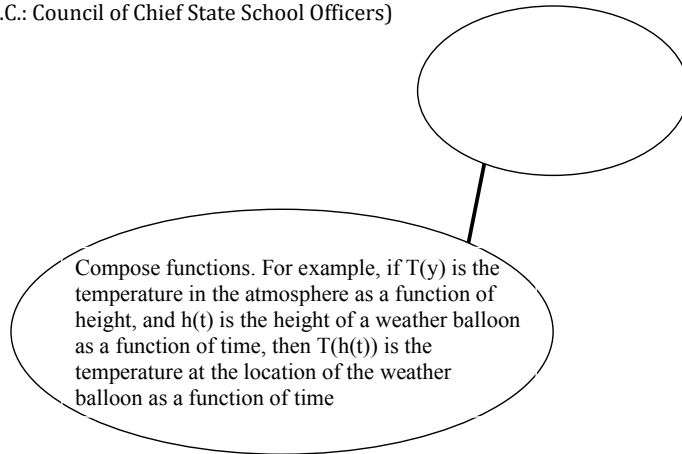 .C.: Council of Chief State School Officers)
Compose functions. For example, if T(y) is the
temperature in the atmosphere as a function of
height, and h(t) is the height of a weather balloon
as a function of time, then T(h(t)) is the
temperature at the location of the weather
balloon as a function of time